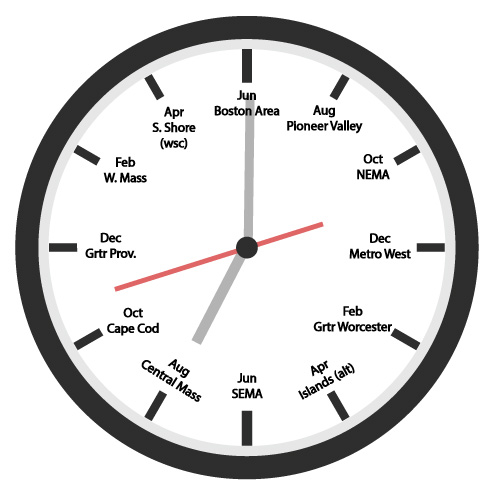 Jun
Boston Area
Aug
Pioneer Valley
Oct
NEMA
Dec
Metro West
Feb
Grtr Worcester
Apr
Islands (alt)
Jun
SEMA
Aug
Central Mass
Oct
Cape Cod
Dec
Grtr Prov.
Feb
W. Mass
Apr
S. Shore
(wsc)